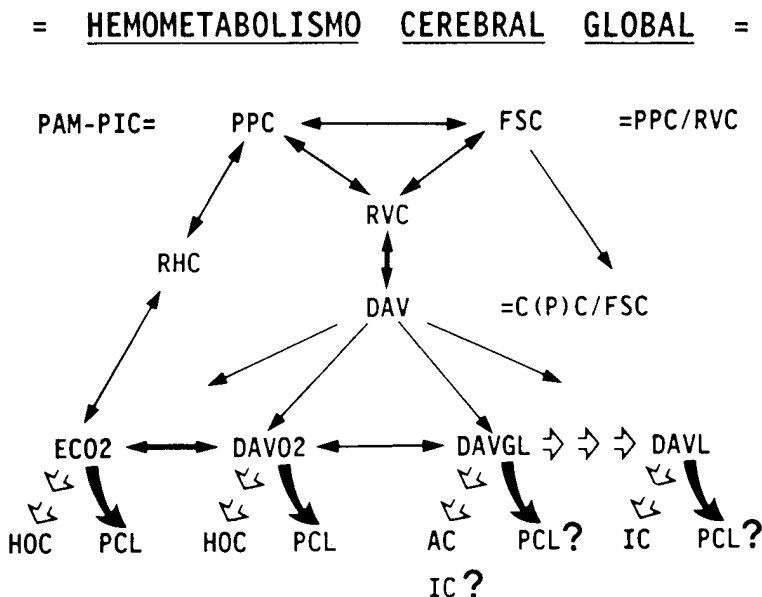 = HEMOMETABOLISMO CEREBRAL GLOBAL =
PAM-PIC= PPC FSC =PPC/RVC
RVC
RHC
DAV =C(P)C/FSC
ECO2 DAVO2 DAVGL DAVL
HOC PCL HOC PCL AC PCL? IC PCL?
IC?